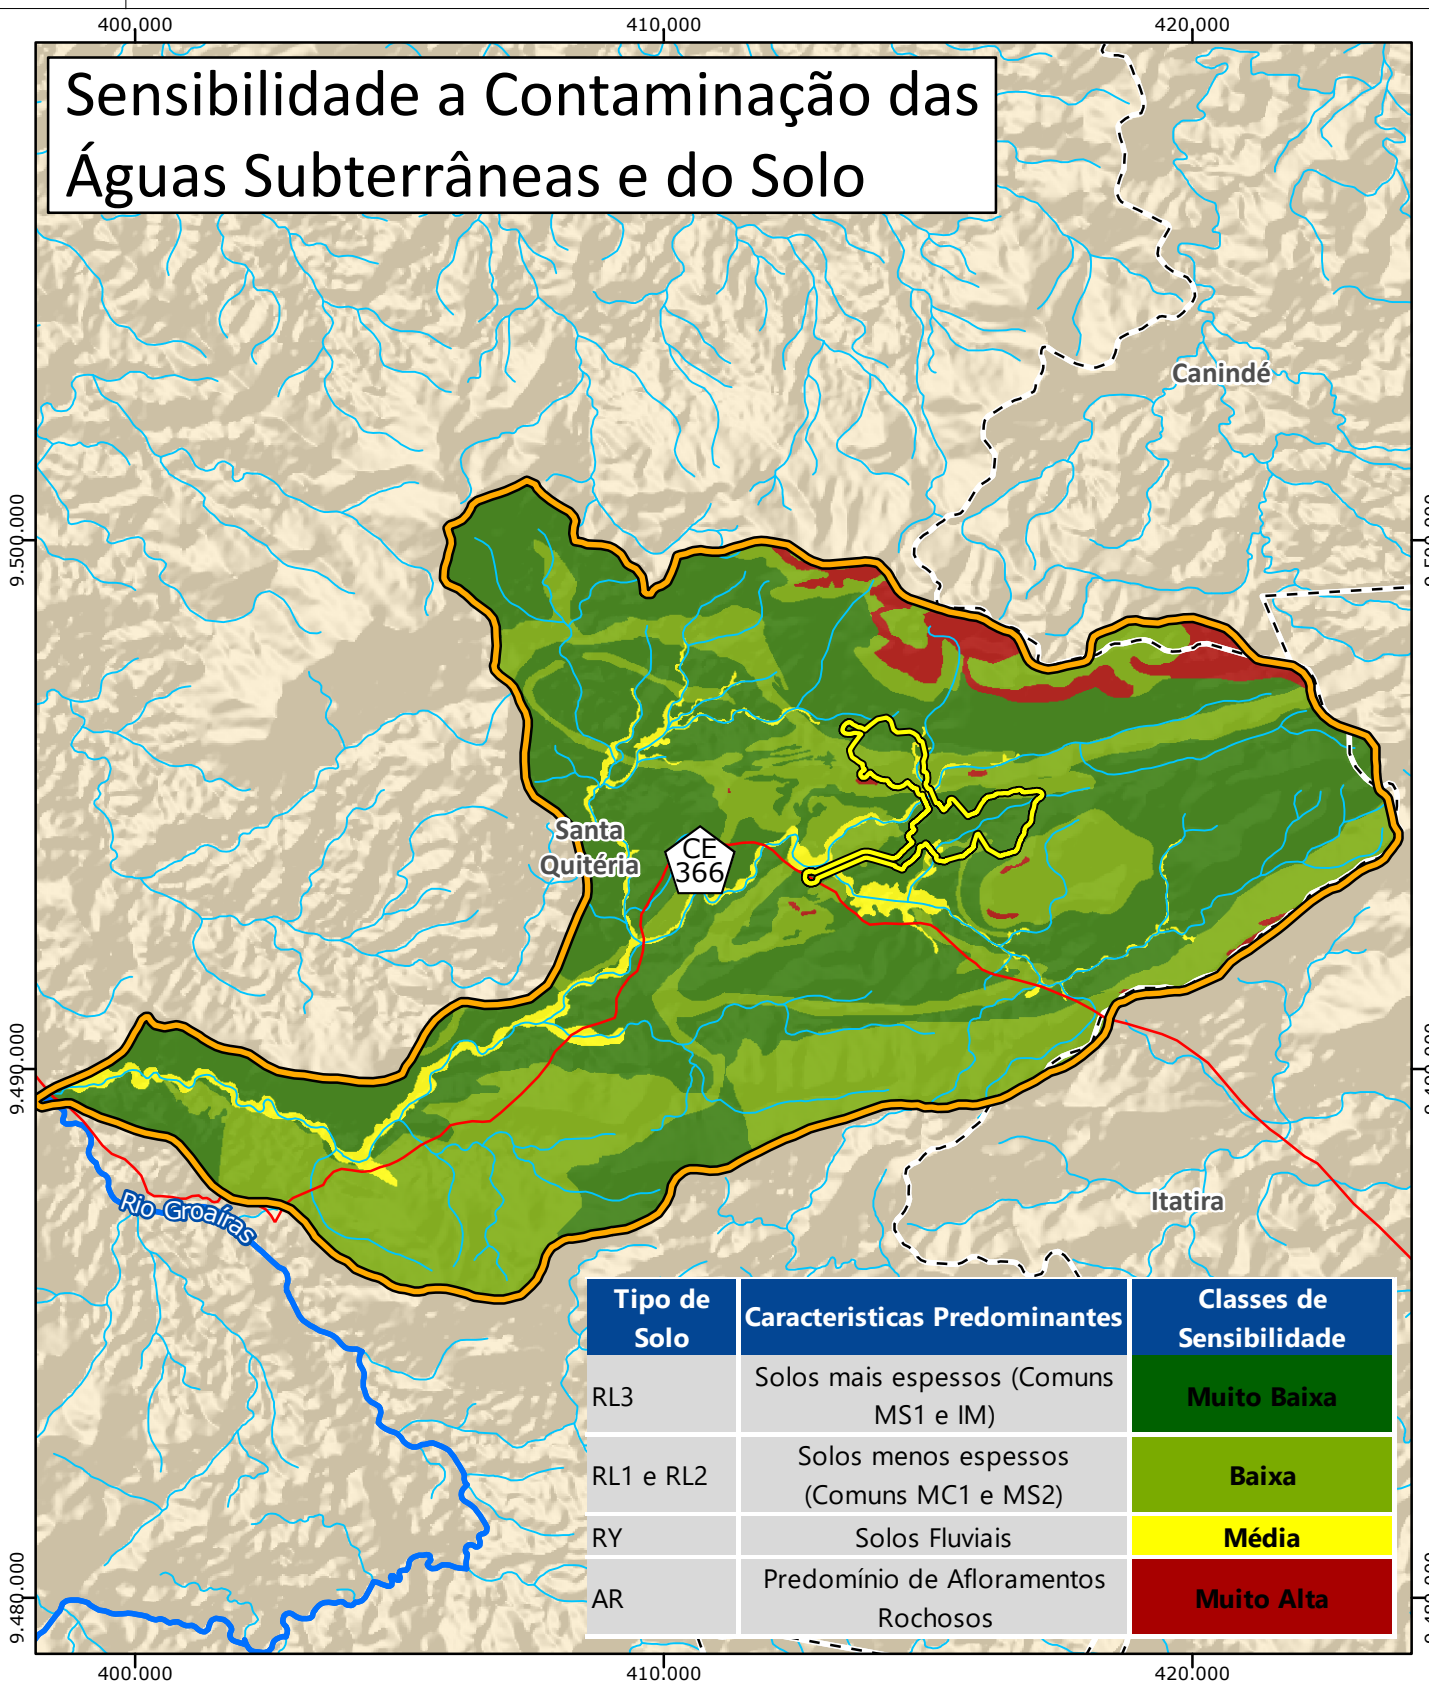 400.000
410.000
420.000
Sensibilidade a Contaminação das
Águas Subterrâneas e do Solo
Canindé
9.500.000
Santa
Quitéria
CE
366
9.490.000
Rio Groaíras
Itatira
Tipo de
Solo
Caracteristicas Predominantes
Classes de
Sensibilidade
RL3
Solos mais espessos (Comuns
MS1 e IM)
Muito Baixa
RL1 e RL2
Solos menos espessos
(Comuns MC1 e MS2)
Baixa
RY
Solos Fluviais
Média
AR
Predomínio de Afloramentos
Rochosos
Muito Alta
9.480.000
400.000
410.000
420.000